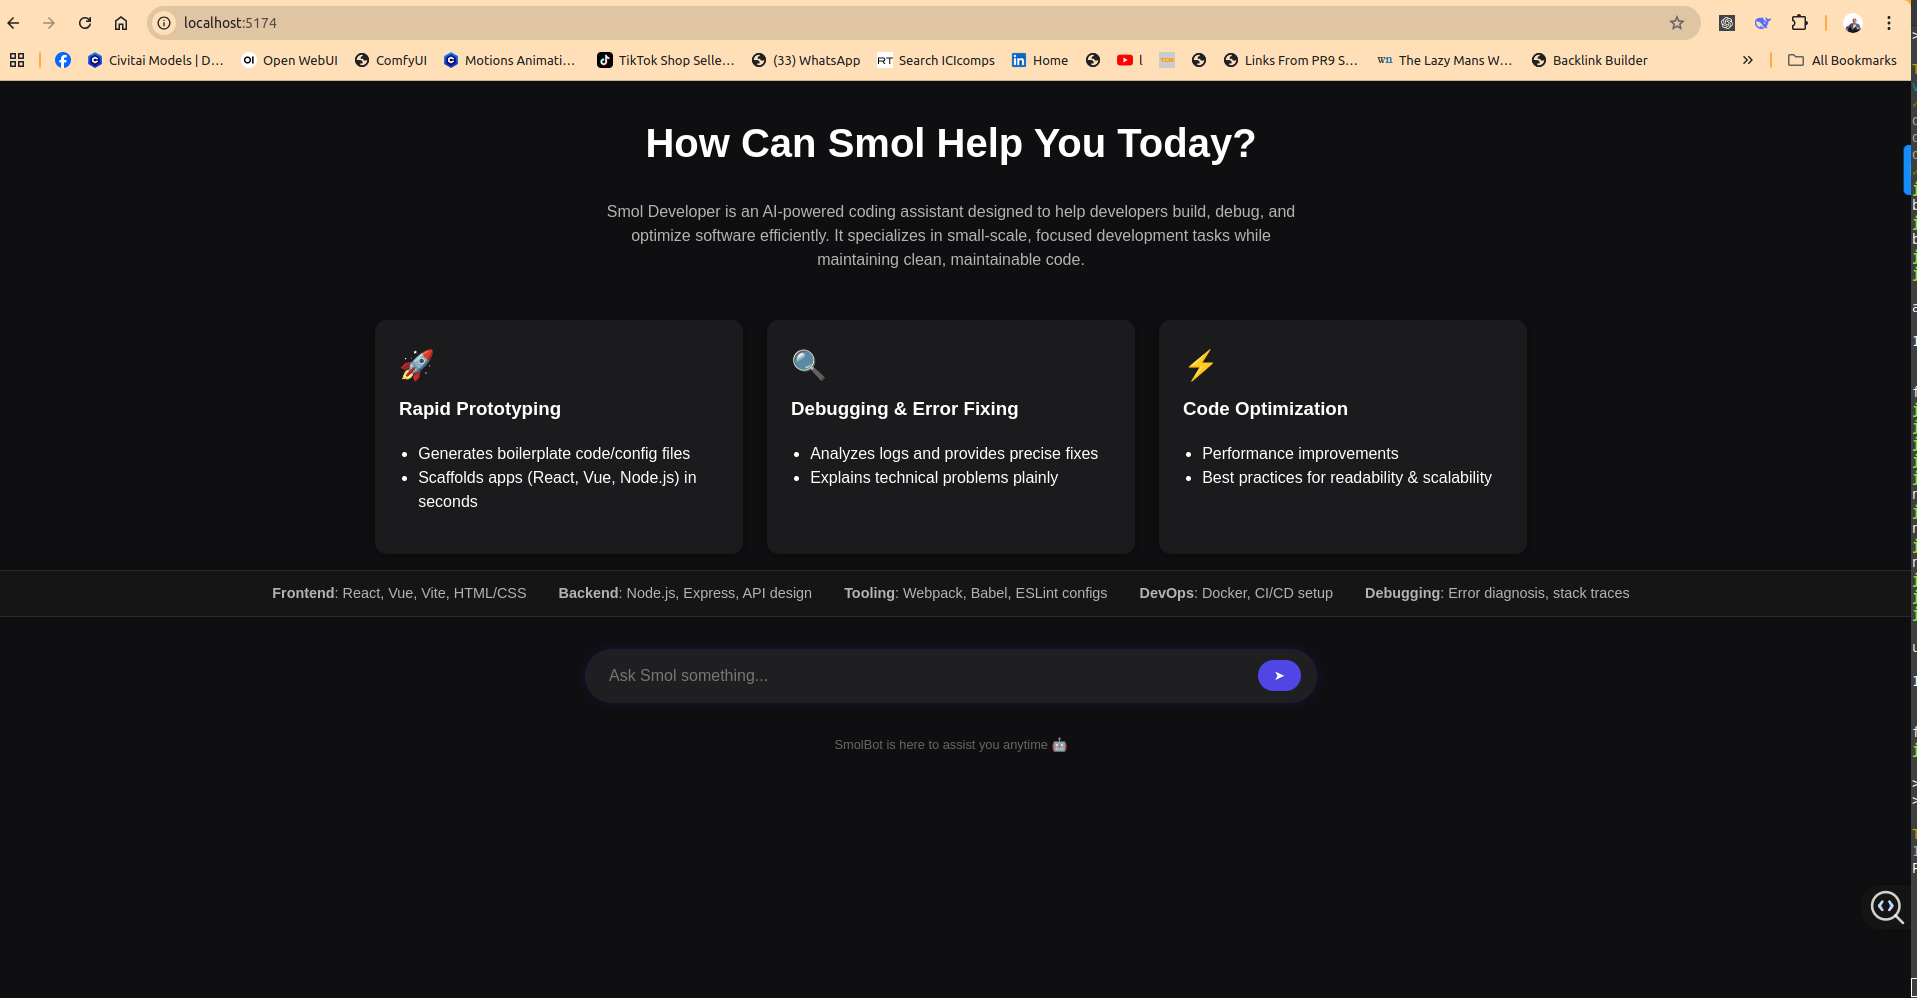 localhost:5174
Civitai Models | D... Open WebUI ComfyUI Motions Animati... TikTok Shop Selle... (33) WhatsApp RT Search ICIcomps Home l TCH Links From PR9 S... wn The Lazy Mans W... Backlink Builder » All Bookmarks
How Can Smol Help You Today?
Smol Developer is an AI-powered coding assistant designed to help developers build, debug, and
optimize software efficiently. It specializes in small-scale, focused development tasks while
maintaining clean, maintainable code.
Rapid Prototyping
• Generates boilerplate code/config files
• Scaffolds apps (React, Vue, Node.js) in
seconds
Debugging & Error Fixing
• Analyzes logs and provides precise fixes
• Explains technical problems plainly
Code Optimization
• Performance improvements
• Best practices for readability & scalability
Frontend: React, Vue, Vite, HTML/CSS Backend: Node.js, Express, API design Tooling: Webpack, Babel, ESLint configs DevOps: Docker, CI/CD setup Debugging: Error diagnosis, stack traces
Ask Smol something...
SmolBot is here to assist you anytime 🤖